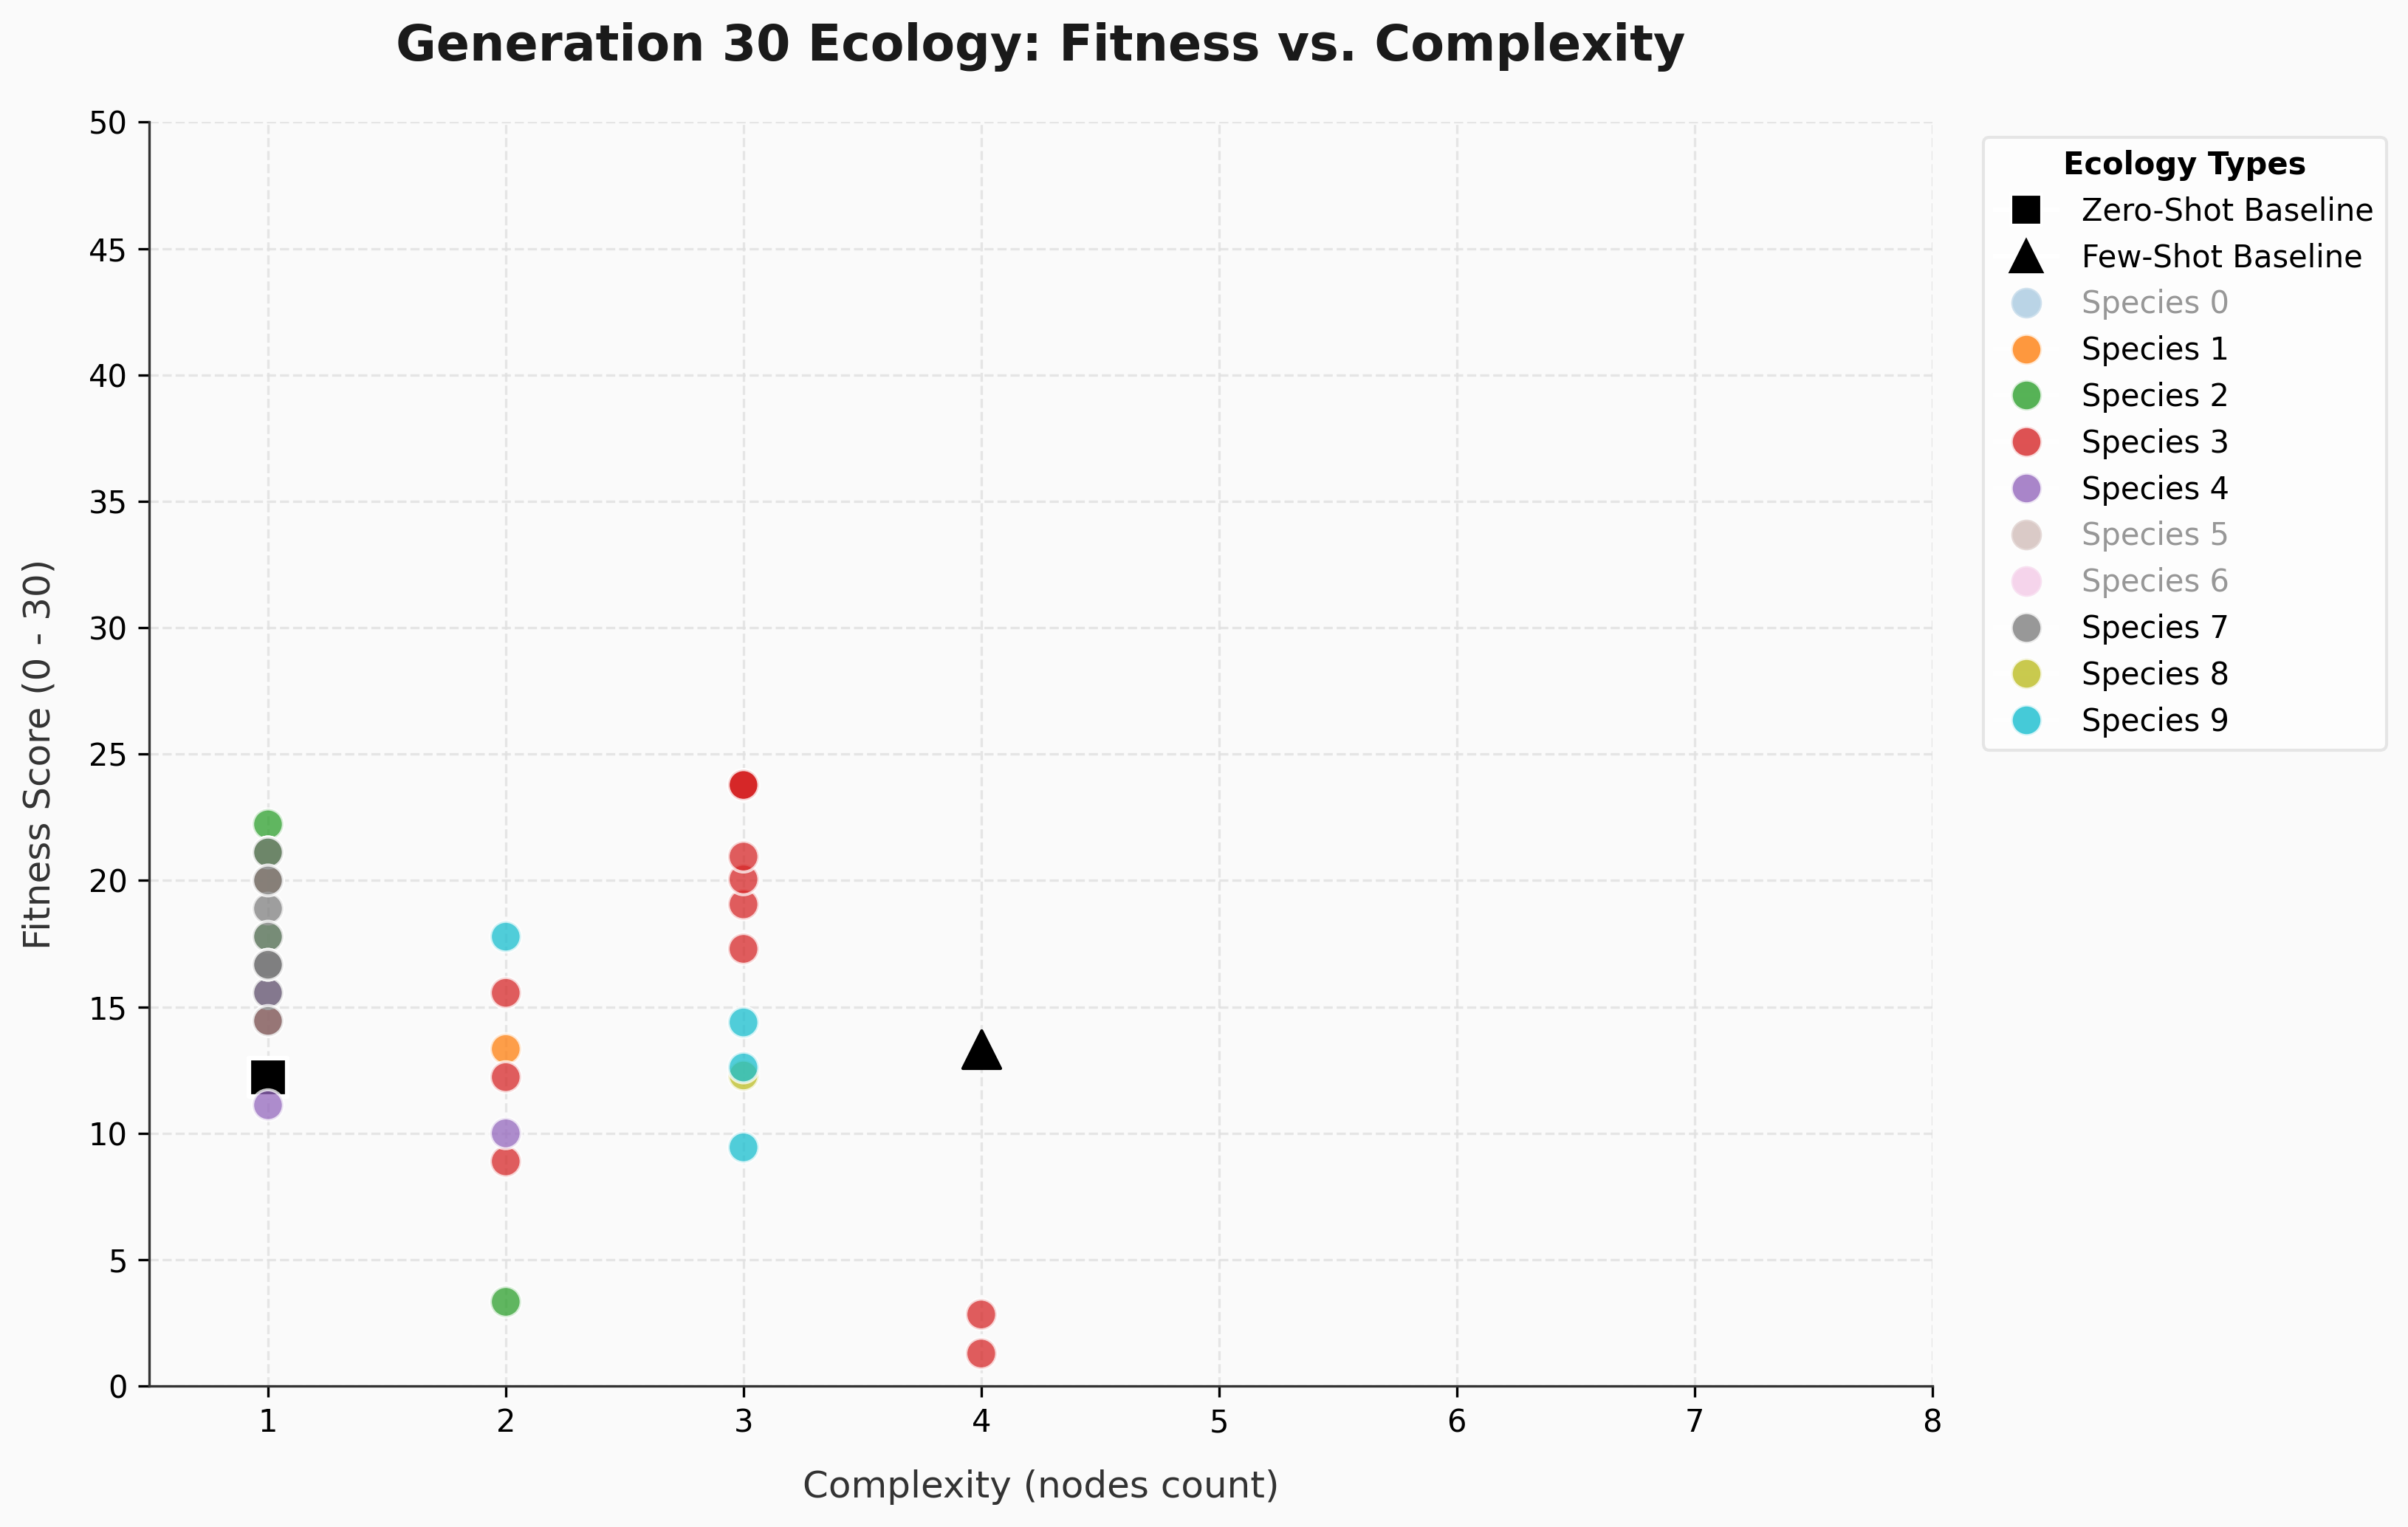 Generation 30 Ecology: Fitness vs. Complexity
50
45
40
35
30
25
20
15
10
5
0
Fitness Score (0 - 30)
1 2 3 4 5 6 7 8
Complexity (nodes count)
Ecology Types
Zero-Shot Baseline
Few-Shot Baseline
Species 0
Species 1
Species 2
Species 3
Species 4
Species 5
Species 6
Species 7
Species 8
Species 9